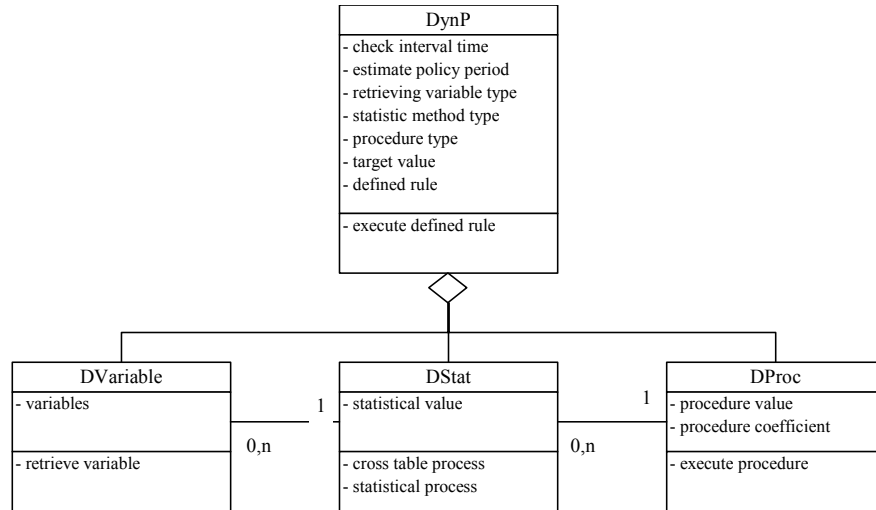 DynP
- check interval time
- estimate policy period
- retrieving variable type
- statistic method type
- procedure type
- target value
- defined rule
- execute defined rule
DVariable
- variables
- retrieve variable
1
0,n
DStat
- statistical value
- cross table process
- statistical process
1
0,n
DProc
- procedure value
- procedure coefficient
- execute procedure